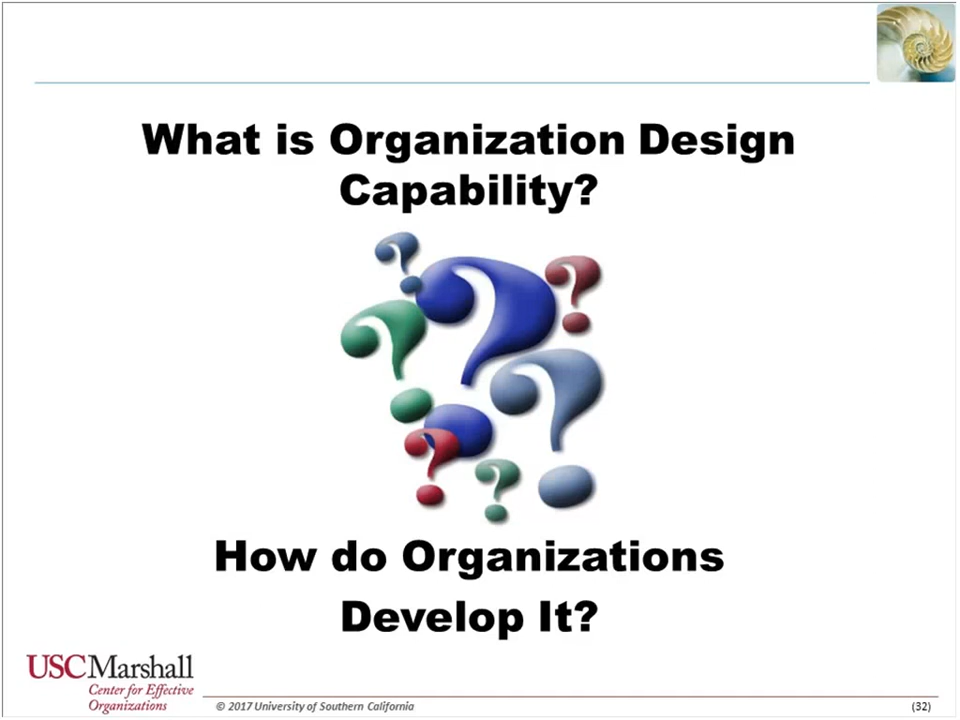 What is Organization Design
Capability?
How do Organizations
Develop It?
USC Marshall
Center for Effective
Organizations
© 2017 University of Southern California
(32)